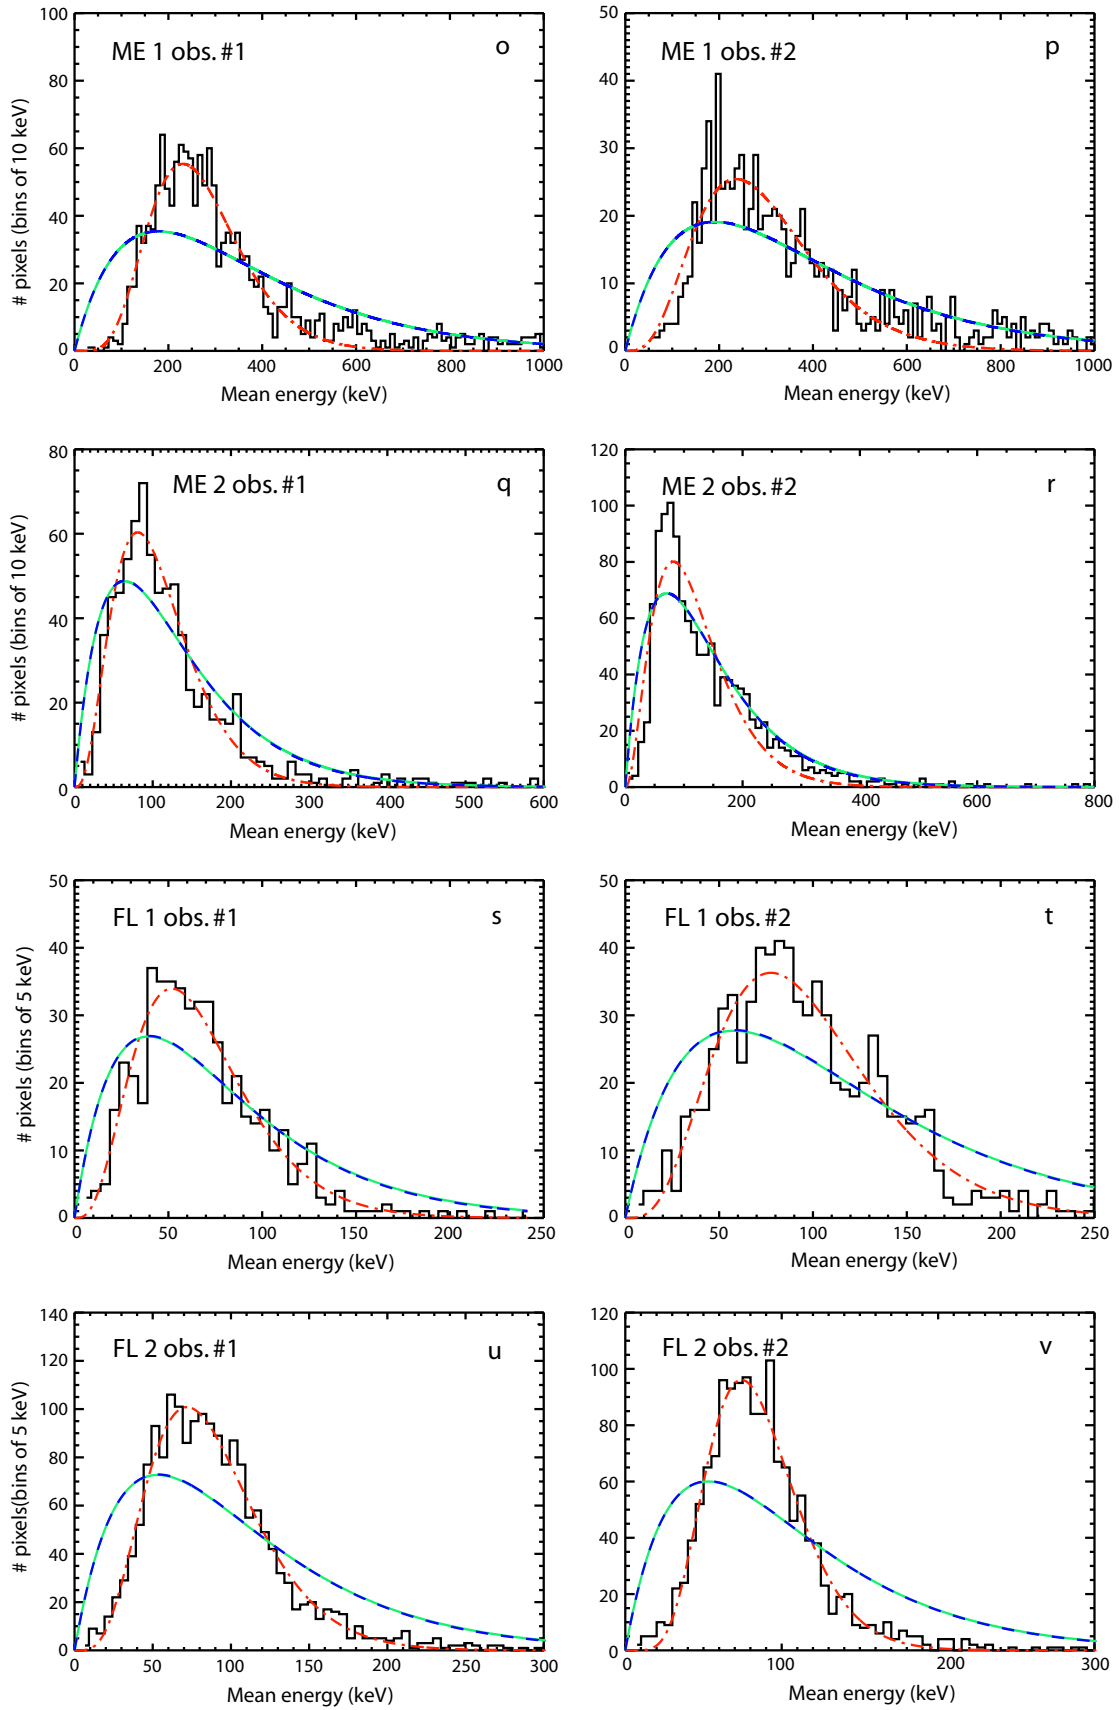 100
80
60
40
20
0
# pixels (bins of 10 keV)
ME 1 obs. #1
o
0 200 400 600 800 1000
Mean energy (keV)
50
40
30
20
10
0
ME 1 obs. #2
p
0 200 400 600 800 1000
Mean energy (keV)
80
60
40
20
0
# pixels (bins of 10 keV)
ME 2 obs. #1
q
0 100 200 300 400 500 600
Mean energy (keV)
120
100
80
60
40
20
0
ME 2 obs. #2
r
0 200 400 600 800
Mean energy (keV)
50
40
30
20
10
0
# pixels (bins of 5 keV)
FL 1 obs. #1
s
0 50 100 150 200 250
Mean energy (keV)
50
40
30
20
10
0
FL 1 obs. #2
t
0 50 100 150 200 250
Mean energy (keV)
140
120
100
80
60
40
20
0
# pixels(bins of 5 keV)
FL 2 obs. #1
u
0 50 100 150 200 250 300
Mean energy (keV)
120
100
80
60
40
20
0
FL 2 obs. #2
v
0 100 200 300
Mean energy (keV)